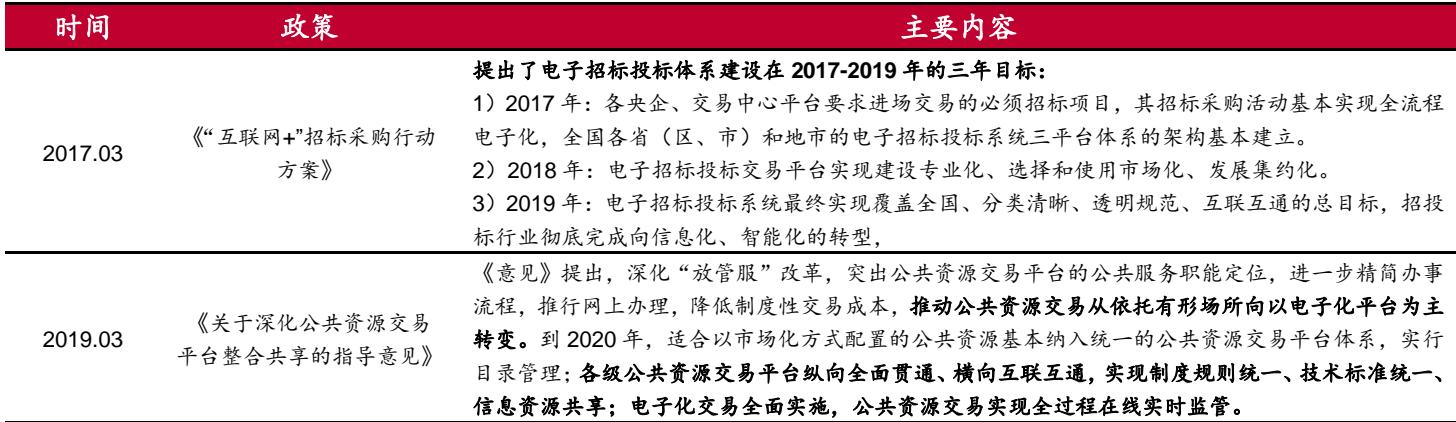 时间 政策 主要内容
提出了电子招标投标体系建设在 2017-2019 年的三年目标：
1）2017 年：各央企、交易中心平台要求进场交易的必须招标项目，其招标采购活动基本实现全流程
电子化，全国各省（区、市）和地市的电子招标投标系统三平台体系的架构基本建立。
2）2018 年：电子招标投标交易平台实现建设专业化、选择和使用市场化、发展集约化。
3）2019 年：电子招标投标系统最终实现覆盖全国、分类清晰、透明规范、互联互通的总目标，招投
标行业彻底完成向信息化、智能化的转型，
2017.03
《“互联网+”招标采购行动
方案》
《意见》提出，深化“放管服”改革，突出公共资源交易平台的公共服务职能定位，进一步精简办事
流程，推行网上办理，降低制度性交易成本，推动公共资源交易从依托有形场所向以电子化平台为主
转变。到 2020 年，适合以市场化方式配置的公共资源基本纳入统一的公共资源交易平台体系，实行
目录管理；各级公共资源交易平台纵向全面贯通、横向互联互通，实现制度规则统一、技术标准统一、
信息资源共享；电子化交易全面实施，公共资源交易实现全过程在线实时监管。
2019.03
《关于深化公共资源交易
平台整合共享的指导意见》